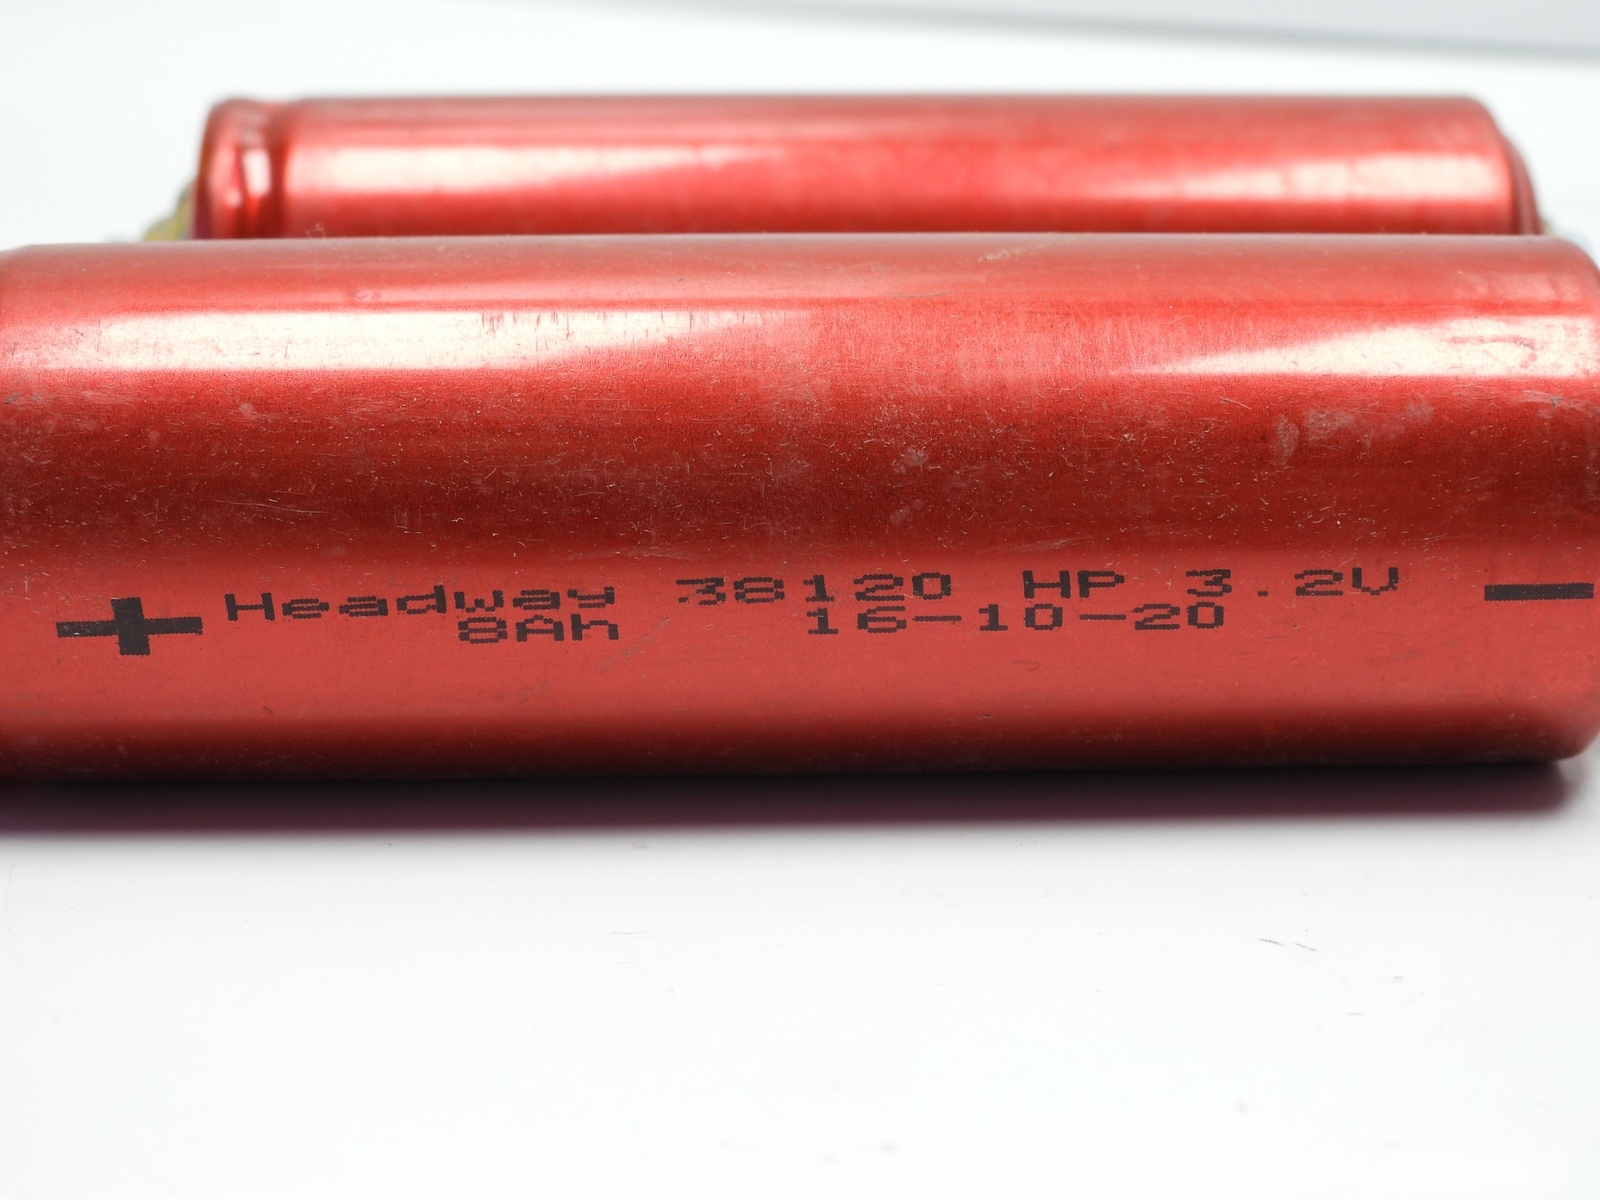 + Headway 38120 HP 3.2V −
8Ah 16-10-20